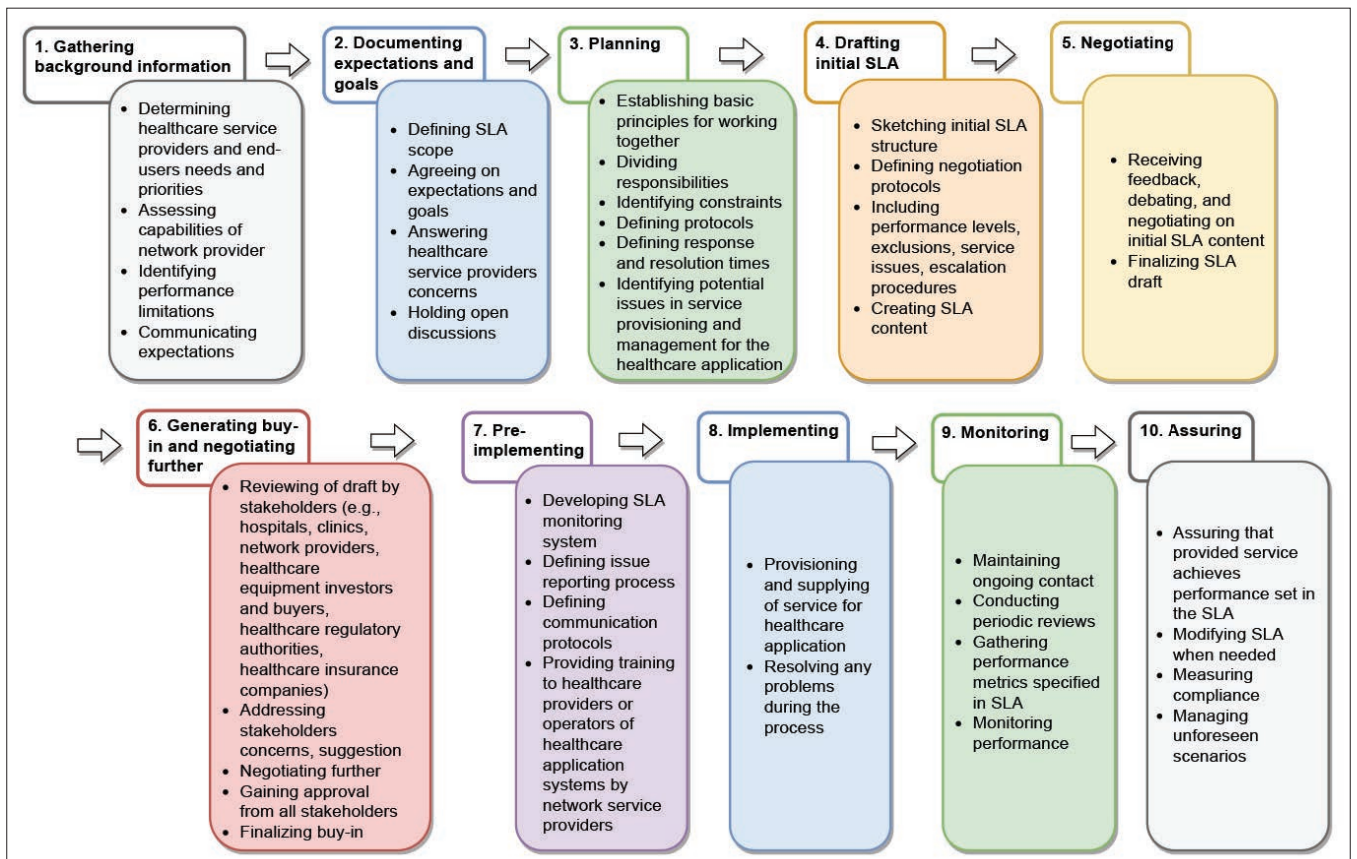 1. Gathering
background information
• Determining
healthcare service
providers and end-
users needs and
priorities
• Assessing
capabilities of
network provider
• Identifying
performance
limitations
• Communicating
expectations
2. Documenting
expectations and
goals
• Defining SLA
scope
• Agreeing on
expectations and
goals
• Answering
healthcare
service providers
concerns
• Holding open
discussions
3. Planning
• Establishing basic
principles for working
together
• Dividing
responsibilities
• Identifying constraints
• Defining protocols
• Defining response
and resolution times
• Identifying potential
issues in service
provisioning and
management for the
healthcare application
4. Drafting
initial SLA
• Sketching initial SLA
structure
• Defining negotiation
protocols
• Including
performance levels,
exclusions, service
issues, escalation
procedures
• Creating SLA
content
5. Negotiating
• Receiving
feedback,
debating, and
negotiating on
initial SLA content
• Finalizing SLA
draft
6. Generating buy-
in and negotiating
further
• Reviewing of draft by
stakeholders (e.g.,
hospitals, clinics,
network providers,
healthcare
equipment investors
and buyers,
healthcare regulatory
authorities,
healthcare insurance
companies)
• Addressing
stakeholders
concerns, suggestion
• Negotiating further
• Gaining approval
from all stakeholders
• Finalizing buy-in
7. Pre-
implementing
• Developing SLA
monitoring
system
• Defining issue
reporting process
• Defining
communication
protocols
• Providing training
to healthcare
providers or
operators of
healthcare
application
systems by
network service
providers
8. Implementing
• Provisioning
and supplying
of service for
healthcare
application
• Resolving any
problems
during the
process
9. Monitoring
• Maintaining
ongoing contact
• Conducting
periodic reviews
• Gathering
performance
metrics specified
in SLA
• Monitoring
performance
10. Assuring
• Assuring that
provided service
achieves
performance set in
the SLA
• Modifying SLA
when needed
• Measuring
compliance
• Managing
unforeseen
scenarios